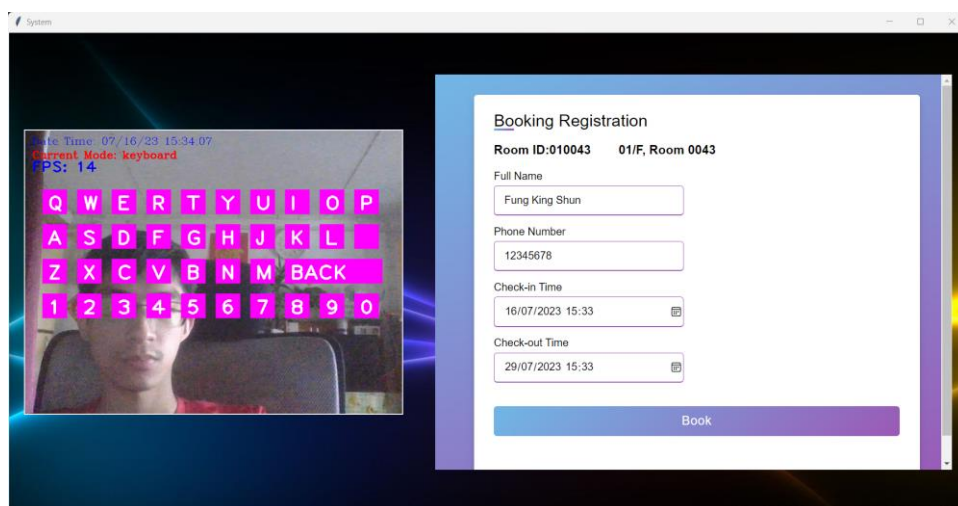 System
Date Time: 07/16/23 15:34:07
Current Mode: keyboard
FPS: 14
Q W E R T Y U I O P
A S D F G H J K L
Z X C V B N M BACK
1 2 3 4 5 6 7 8 9 0
Booking Registration
Room ID:010043 01/F, Room 0043
Full Name
Fung King Shun
Phone Number
12345678
Check-in Time
16/07/2023 15:33
Check-out Time
29/07/2023 15:33
Book